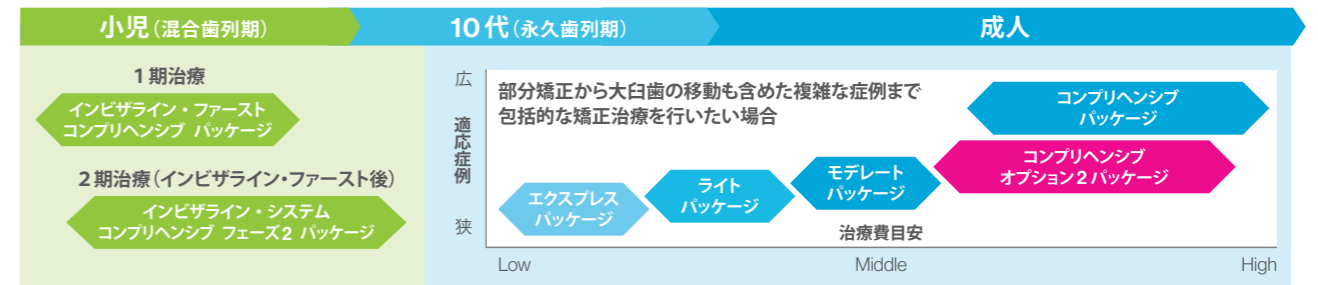 小児（混合歯列期）
10代（永久歯列期）
成人
1期治療
インビザライン・ファースト
コンプリヘンシブ パッケージ
2期治療（インビザライン・ファースト後）
インビザライン・システム
コンプリヘンシブ フェーズ2 パッケージ
広
適応症例
狭
部分矯正から大臼歯の移動も含めた複雑な症例まで
包括的な矯正治療を行いたい場合
エクスプレス
パッケージ
ライト
パッケージ
モデレート
パッケージ
コンプリヘンシブ
パッケージ
コンプリヘンシブ
オプション2 パッケージ
治療費目安
Low
Middle
High